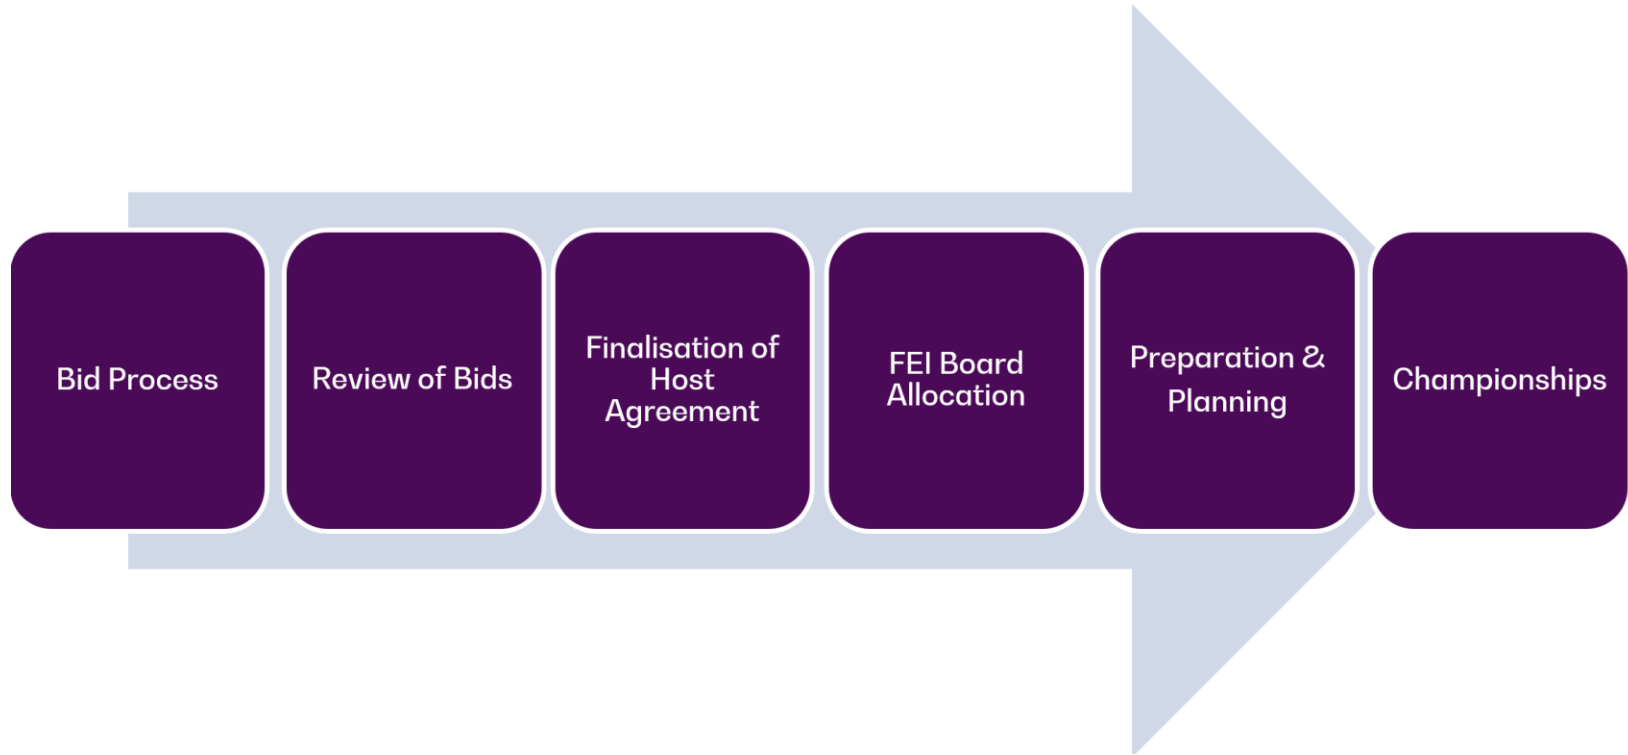 Bid Process
Review of Bids
Finalisation of
Host
Agreement
FEI Board
Allocation
Preparation &
Planning
Championships